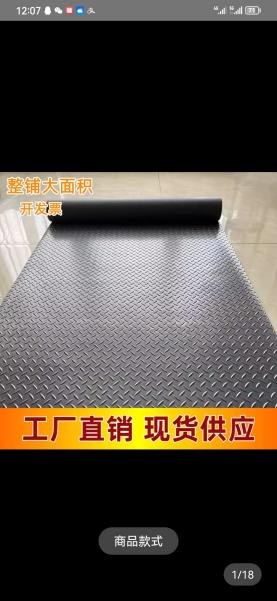 12:07
整铺大面积
开发票
工厂直销 现货供应
商品款式
1/18